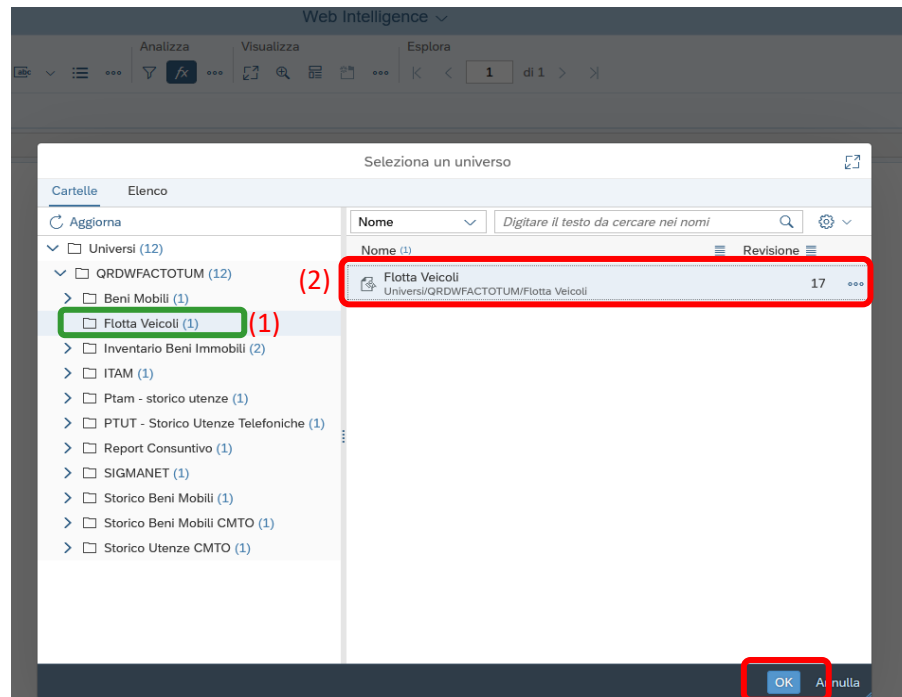 Web Intelligence
Analizza Visualizza Esplora
abc fx 1 di 1
Seleziona un universo
Cartelle Elenco
Aggiorna
Nome Digitare il testo da cercare nei nomi
Universi (12)
Nome (1) Revisione
QRDWFACTOTUM (12)
(2)
Flotta Veicoli
Universi/QRDWFACTOTUM/Flotta Veicoli
17
Beni Mobili (1)
Flotta Veicoli (1)
(1)
Inventario Beni Immobili (2)
ITAM (1)
Ptam - storico utenze (1)
PTUT - Storico Utenze Telefoniche (1)
Report Consuntivo (1)
SIGMANET (1)
Storico Beni Mobili (1)
Storico Beni Mobili CMTO (1)
Storico Utenze CMTO (1)
OK Annulla